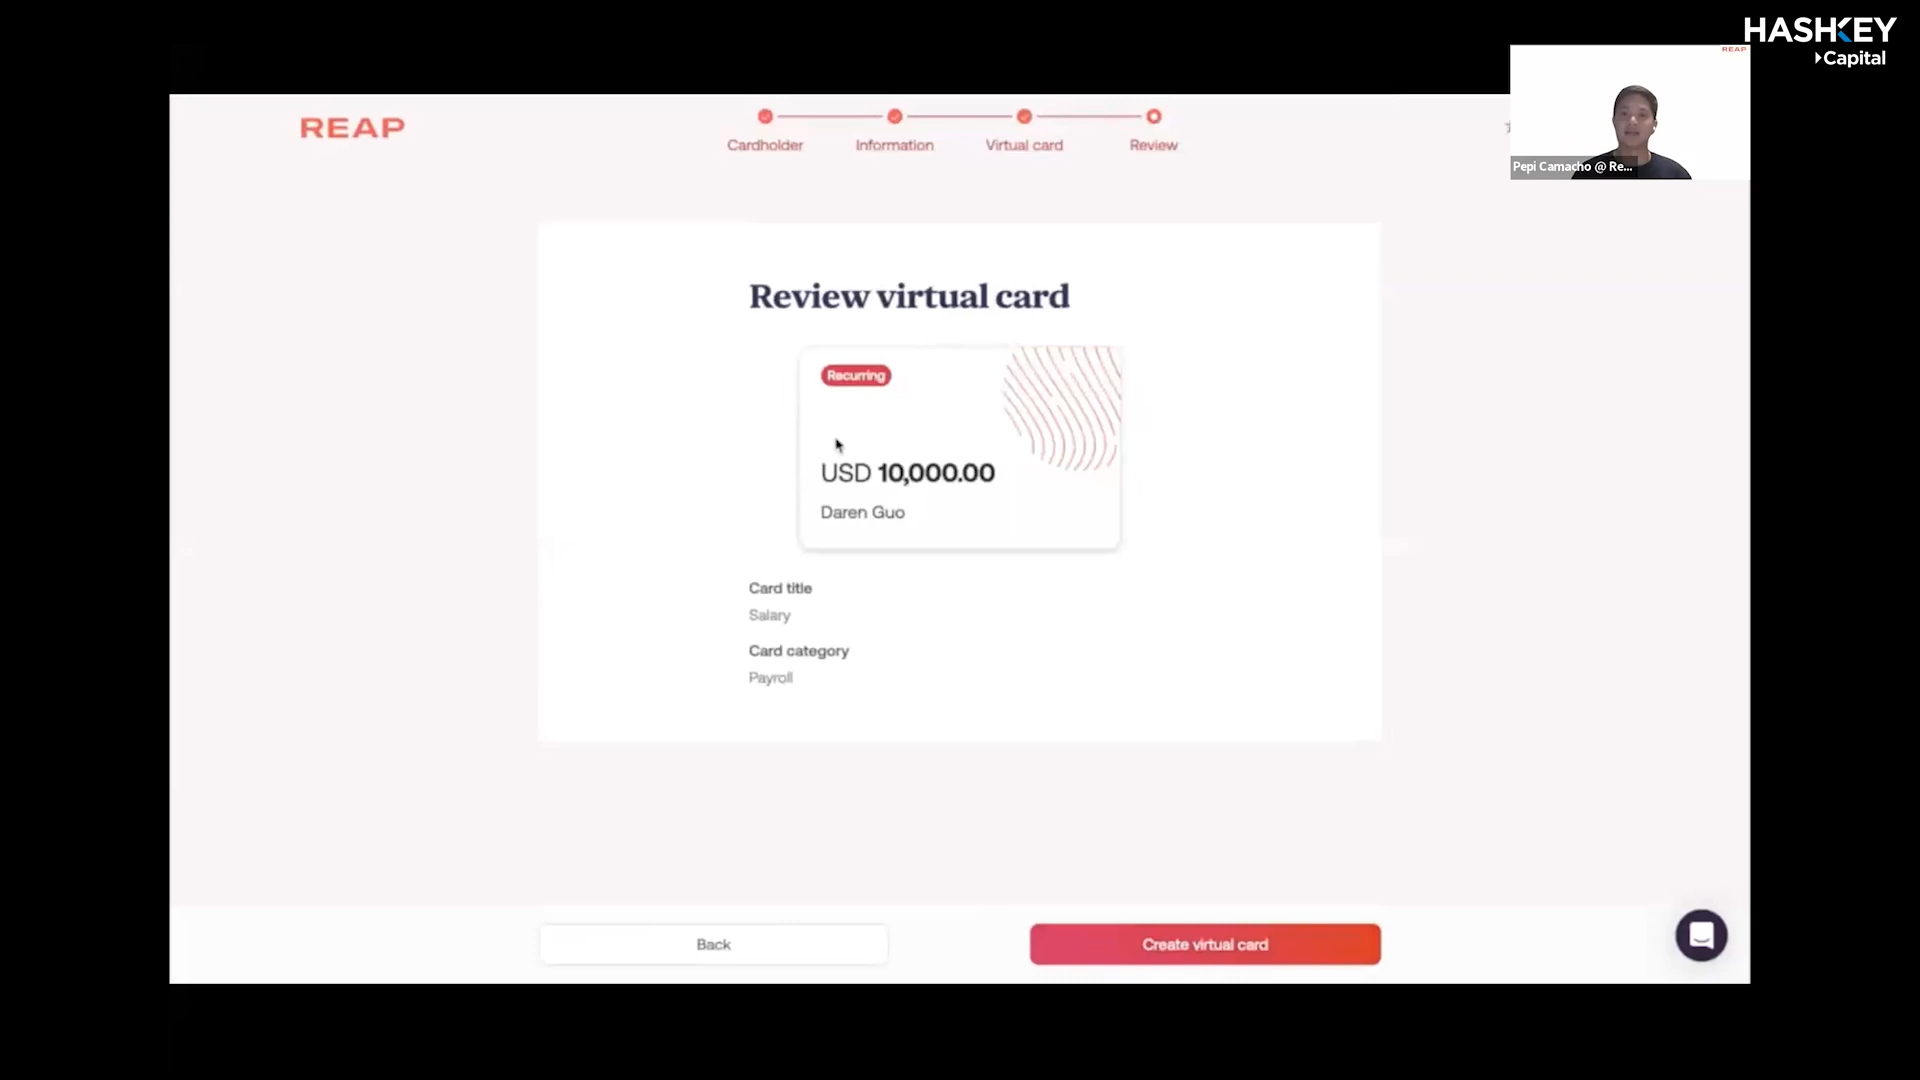 HASHKEY
Capital
REAP
REAP
Cardholder
Information
Virtual card
Review
Pepi Camacho @ Re...
Review virtual card
Recurring
USD 10,000.00
Daren Guo
Card title
Salary
Card category
Payroll
Back
Create virtual card